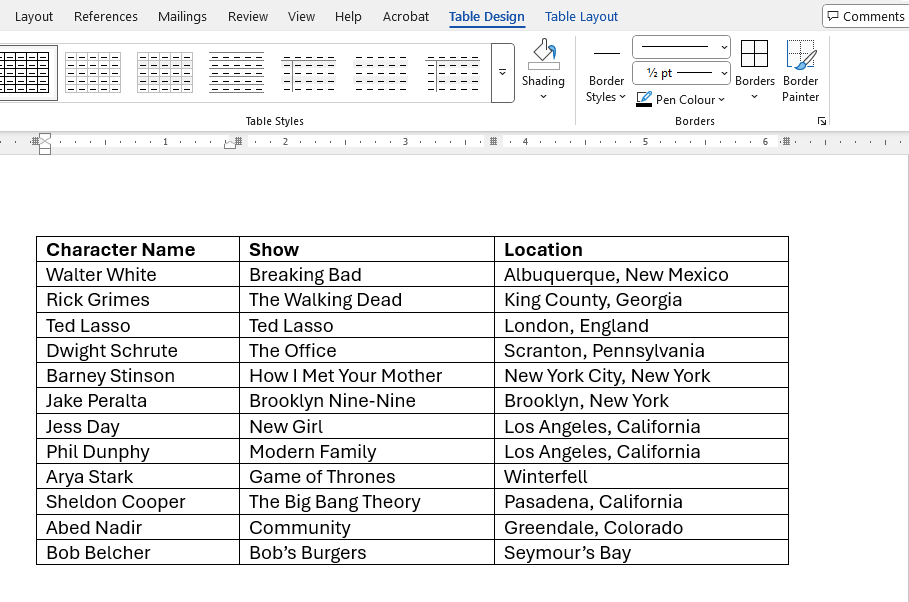 Layout References Mailings Review View Help Acrobat Table Design Table Layout Comments
Shading
Border Styles
½ pt
Pen Colour
Borders
Border Painter
Table Styles
Borders
1 2 3 4 5 6
Character Name Show Location
Walter White Breaking Bad Albuquerque, New Mexico
Rick Grimes The Walking Dead King County, Georgia
Ted Lasso Ted Lasso London, England
Dwight Schrute The Office Scranton, Pennsylvania
Barney Stinson How I Met Your Mother New York City, New York
Jake Peralta Brooklyn Nine-Nine Brooklyn, New York
Jess Day New Girl Los Angeles, California
Phil Dunphy Modern Family Los Angeles, California
Arya Stark Game of Thrones Winterfell
Sheldon Cooper The Big Bang Theory Pasadena, California
Abed Nadir Community Greendale, Colorado
Bob Belcher Bob’s Burgers Seymour’s Bay